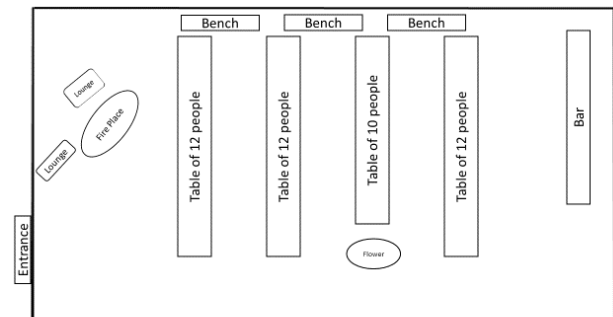 Bench
Bench
Bench
Lounge
Fire Place
Lounge
Table of 12 people
Table of 12 people
Table of 10 people
Table of 12 people
Bar
Entrance
Flower